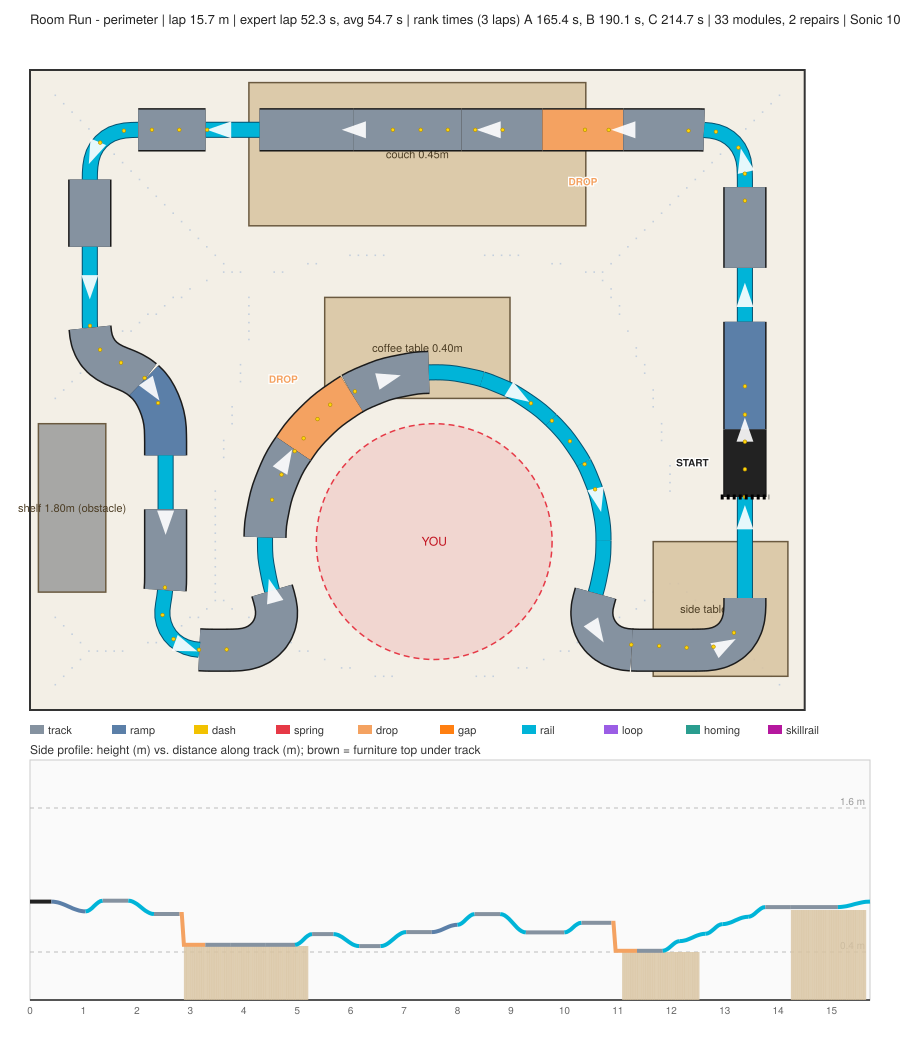 Room Run - perimeter | lap 15.7 m | expert lap 52.3 s, avg 54.7 s | rank times (3 laps) A 165.4 s, B 190.1 s, C 214.7 s | 33 modules, 2 repairs | Sonic 10
couch 0.45m
DROP
coffee table 0.40m
DROP
START
shelf 1.80m (obstacle)
YOU
side table
track
ramp
dash
spring
drop
gap
rail
loop
homing
skillrail
Side profile: height (m) vs. distance along track (m); brown = furniture top under track
1.6 m
0.4 m
0 1 2 3 4 5 6 7 8 9 10 11 12 13 14 15